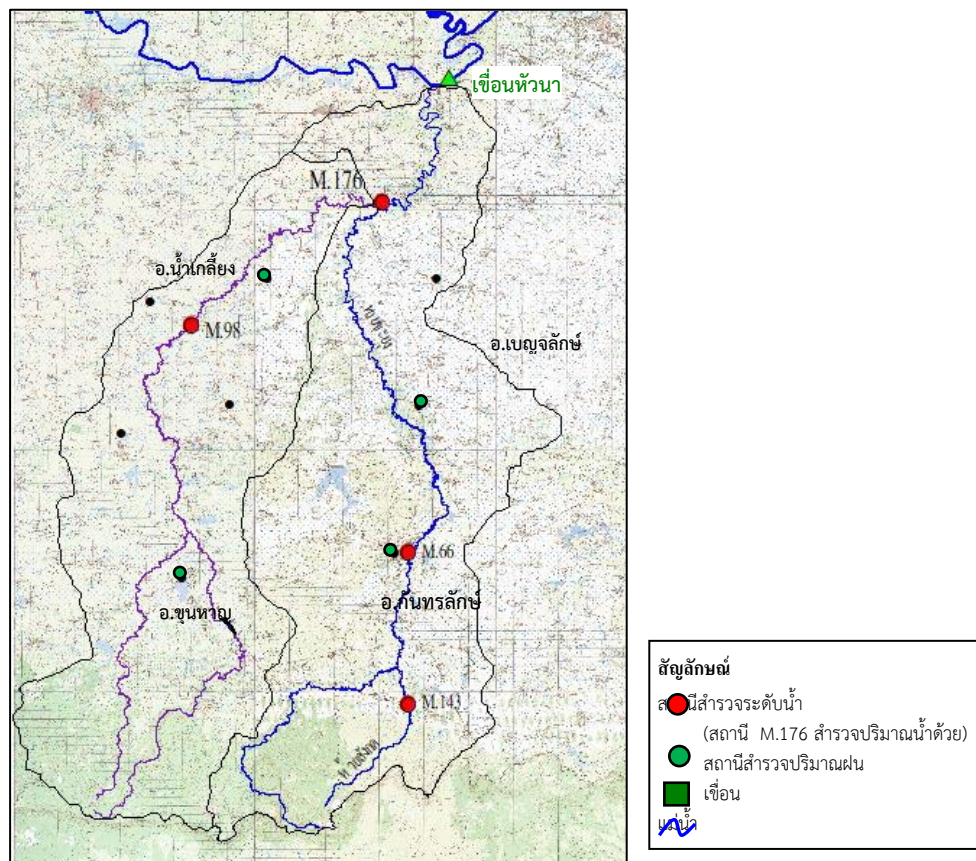 เขื่อนหัวนา
M.176
อ.น้ำเกลี้ยง
M.98
อ.เบญจลักษ์
M.66
อ.กันทรลักษ์
อ.ขุนหาญ
M.143
สัญลักษณ์
สถานีสำรวจระดับน้ำ
(สถานี M.176 สำรวจปริมาณน้ำด้วย)
สถานีสำรวจปริมาณฝน
เขื่อน
แม่น้ำ